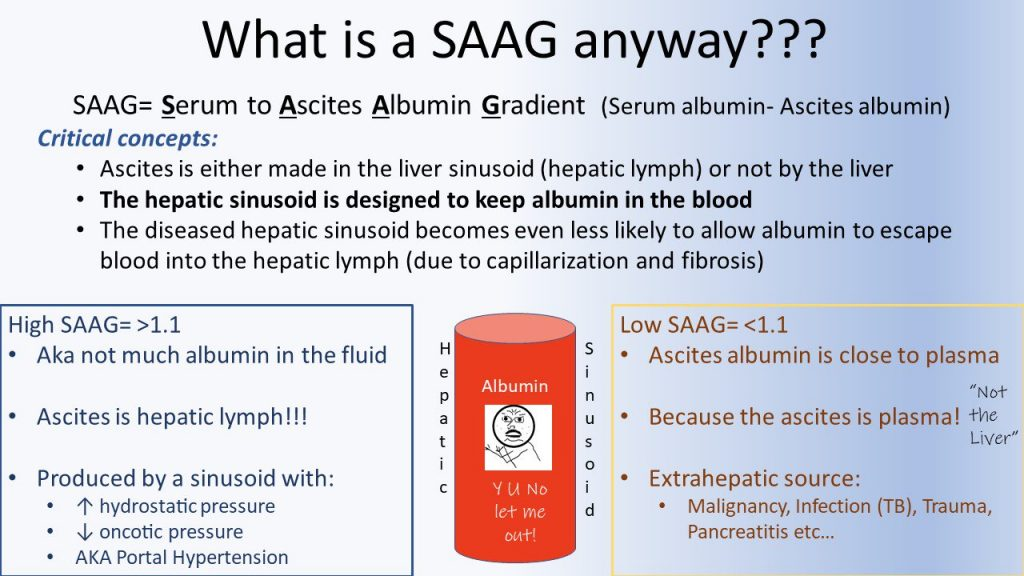 What is a SAAG anyway???
SAAG= Serum to Ascites Albumin Gradient (Serum albumin- Ascites albumin)
Critical concepts:
• Ascites is either made in the liver sinusoid (hepatic lymph) or not by the liver
• The hepatic sinusoid is designed to keep albumin in the blood
• The diseased hepatic sinusoid becomes even less likely to allow albumin to escape
blood into the hepatic lymph (due to capillarization and fibrosis)
High SAAG= >1.1
• Aka not much albumin in the fluid
• Ascites is hepatic lymph!!!
• Produced by a sinusoid with:
• ↑ hydrostatic pressure
• ↓ oncotic pressure
• AKA Portal Hypertension
Hepatic
Albumin
Y U No
let me
out!
Sinusoid
Low SAAG= <1.1
• Ascites albumin is close to plasma
• Because the ascites is plasma!
“Not
the
Liver”
• Extrahepatic source:
• Malignancy, Infection (TB), Trauma,
Pancreatitis etc…